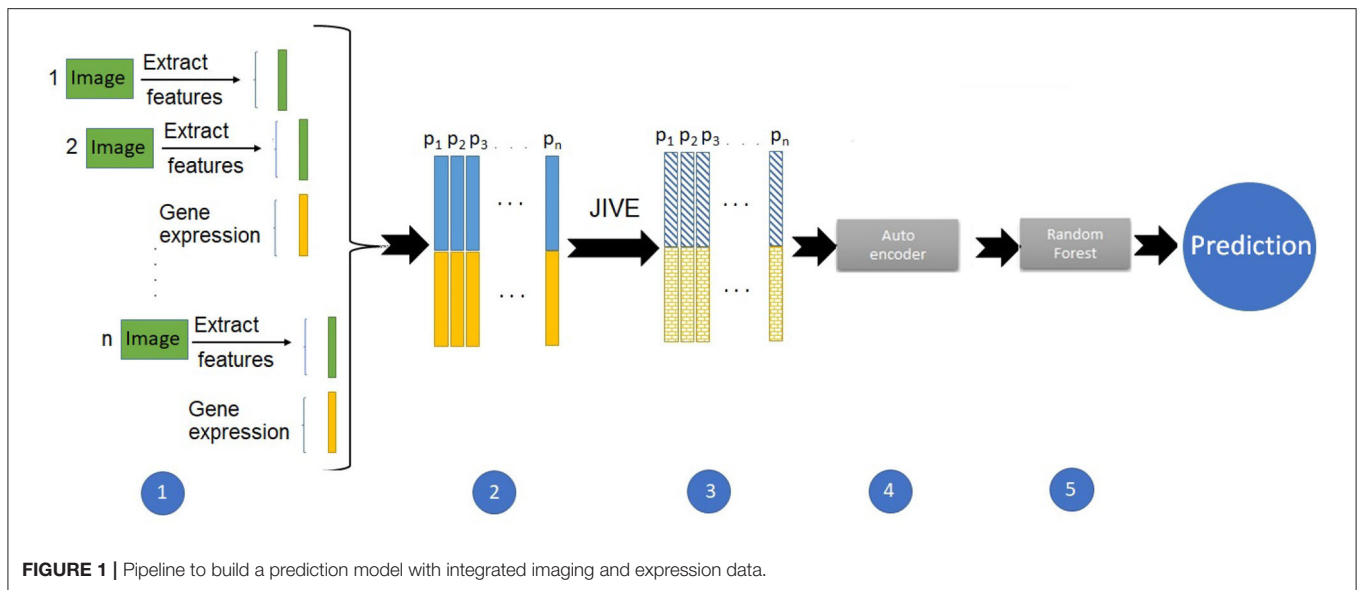 1 Image Extract features
2 Image Extract features
Gene expression
. . . . .
n Image Extract features
Gene expression
p1 p2 p3 . . . . pn
. . .
. . .
JIVE
p1 p2 p3 . . . . pn
. . .
. . .
Auto encoder
Random Forest
Prediction
1
2
3
4
5
FIGURE 1 | Pipeline to build a prediction model with integrated imaging and expression data.